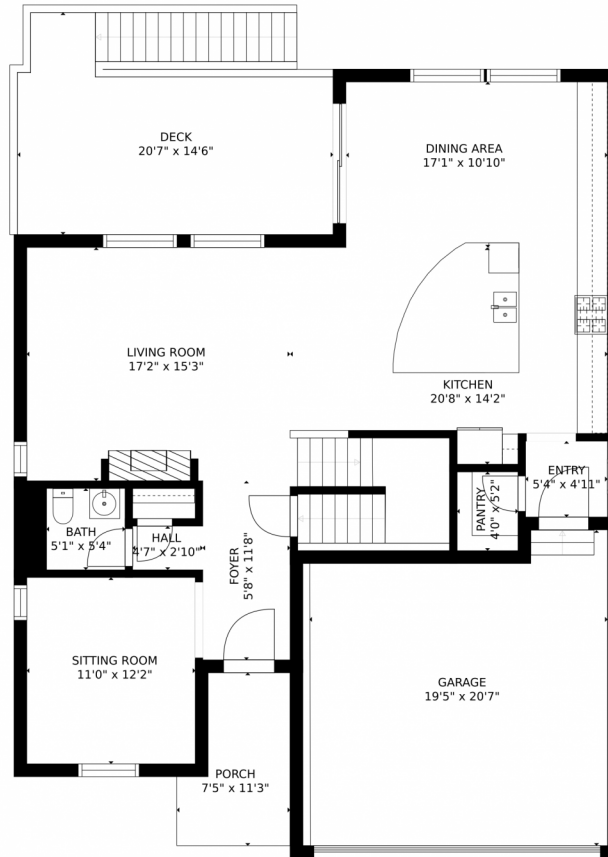 DECK
20'7" x 14'6"
DINING AREA
17'1" x 10'10"
LIVING ROOM
17'2" x 15'3"
KITCHEN
20'8" x 14'2"
ENTRY
5'4" x 4'11"
PANTRY
4'0" x 5'2"
BATH
5'1" x 5'4"
HALL
4'7" x 2'10"
FOYER
5'8" x 11'8"
SITTING ROOM
11'0" x 12'2"
GARAGE
19'5" x 20'7"
PORCH
7'5" x 11'3"